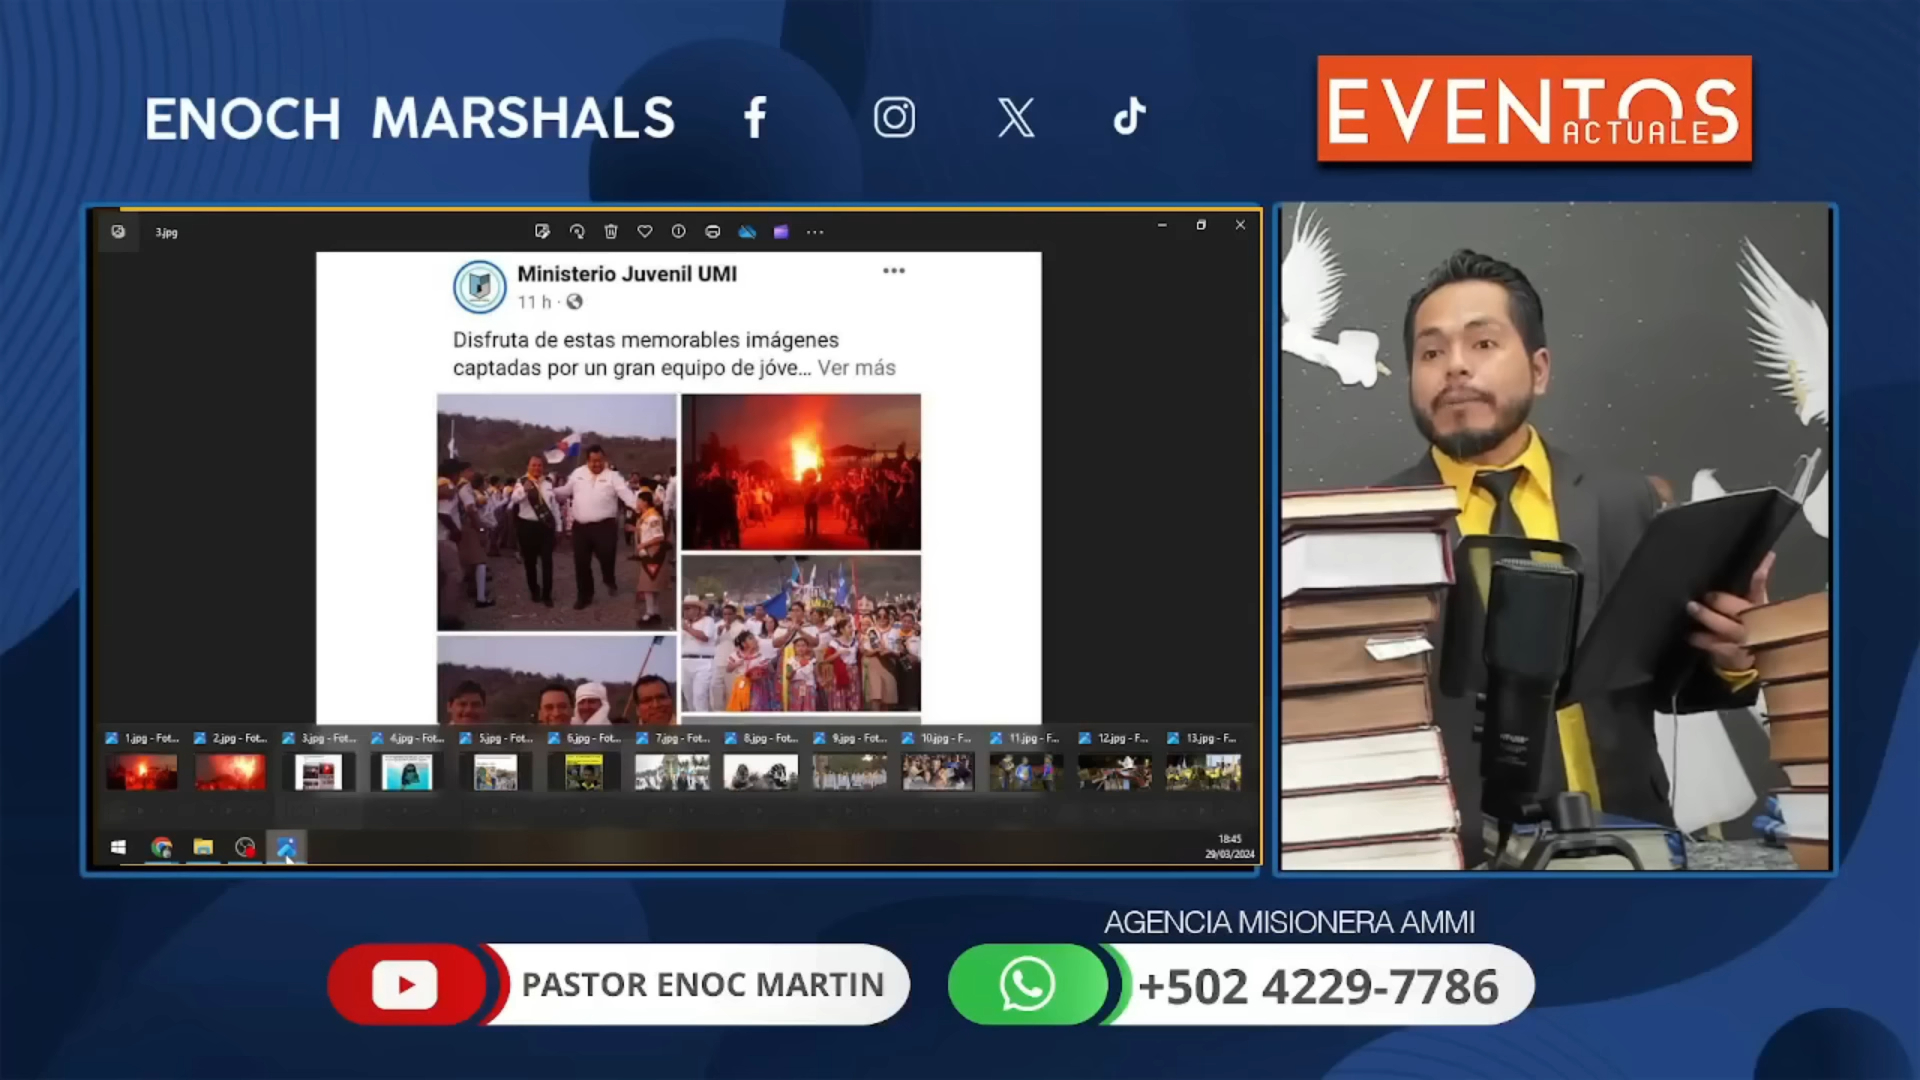 ENOCH MARSHALS
EVENTOS
ACTUALES
3.jpg
Ministerio Juvenil UMI
11 h ·
Disfruta de estas memorables imágenes
captadas por un gran equipo de jóve... Ver más
1.jpg - Fot...
2.jpg - Fot...
3.jpg - Fot...
4.jpg - Fot...
5.jpg - Fot...
6.jpg - Fot...
7.jpg - Fot...
8.jpg - Fot...
9.jpg - Fot...
10.jpg - F...
11.jpg - F...
12.jpg - F...
13.jpg - F...
18:45
29/03/2024
AGENCIA MISIONERA AMMI
PASTOR ENOC MARTIN
+502 4229-7786